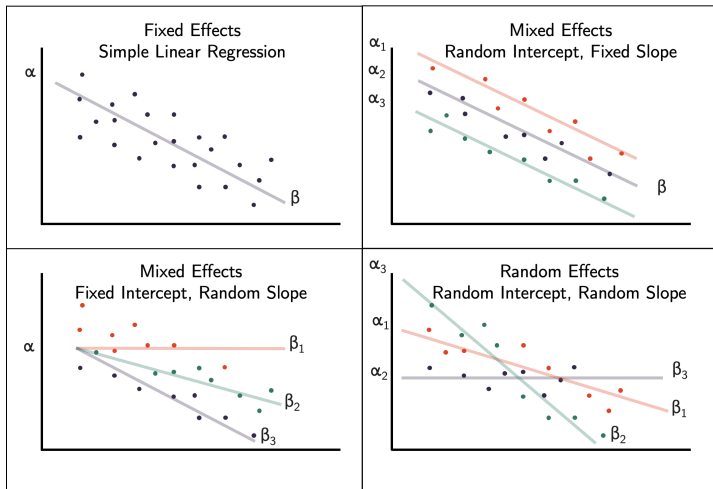 Fixed Effects
Simple Linear Regression
α
β
Mixed Effects
Random Intercept, Fixed Slope
α1
α2
α3
β
Mixed Effects
Fixed Intercept, Random Slope
α
β1
β2
β3
Random Effects
Random Intercept, Random Slope
α3
α1
α2
β3
β1
β2